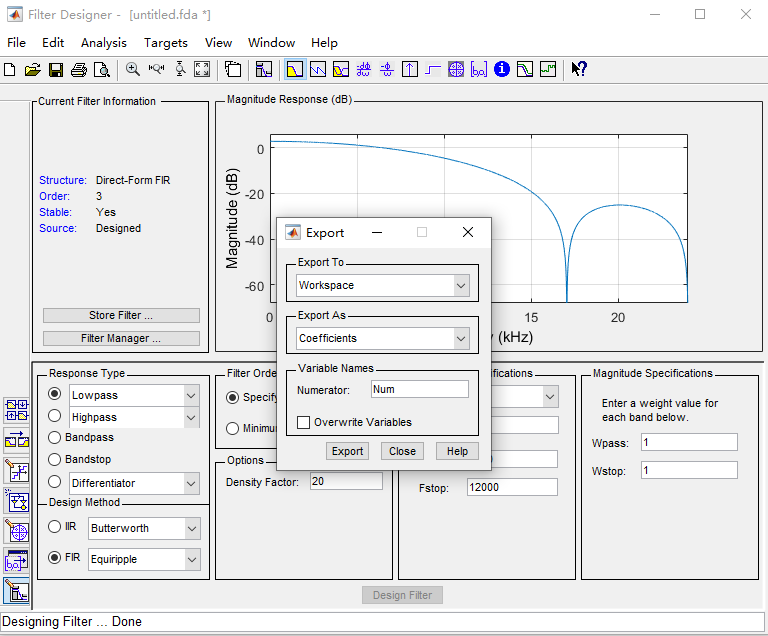 Filter Designer - [untitled.fda *]
File Edit Analysis Targets View Window Help
Current Filter Information
Structure: Direct-Form FIR
Order: 3
Stable: Yes
Source: Designed
Store Filter ...
Filter Manager ...
Magnitude Response (dB)
Magnitude (dB)
0
-20
-40
-60
0
15
20
(kHz)
Export
Export To
Workspace
Export As
Coefficients
Variable Names
Numerator: Num
Overwrite Variables
Export Close Help
Response Type
Lowpass
Highpass
Bandpass
Bandstop
Differentiator
Design Method
IIR Butterworth
FIR Equiripple
Filter Orde
Specify
Minimu
Options
Density Factor: 20
ifications
Fstop: 12000
Magnitude Specifications
Enter a weight value for
each band below.
Wpass: 1
Wstop: 1
Design Filter
Designing Filter ... Done